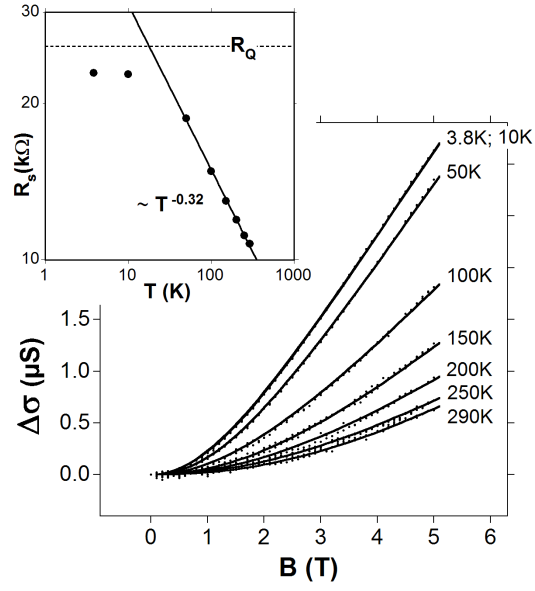 30
20
10
R_Q
R_s(kΩ)
~ T^-0.32
1 10 100 1000
T (K)
3.8K; 10K
50K
100K
150K
200K
250K
290K
1.5
1.0
0.5
0.0
Δσ (µS)
0 1 2 3 4 5 6
B (T)